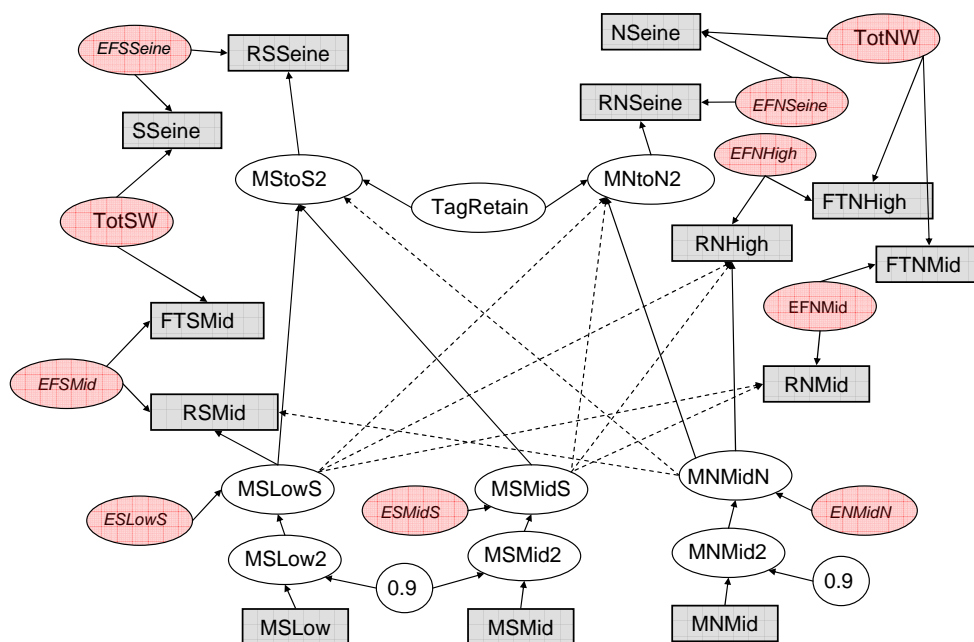 NSeine
TotNW
EFSSeine
RSSeine
RNSeine
EFNSeine
SSeine
EFNHigh
MStoS2
MNtoN2
TagRetain
FTNHigh
TotSW
RNHigh
FTNMid
EFNMid
FTSMid
EFSMid
RNMid
RSMid
MSLowS
MSMidS
MNMidN
ESLowS
ESMidS
ENMidN
MSLow2
MSMid2
MNMid2
0.9
0.9
MSLow
MSMid
MNMid